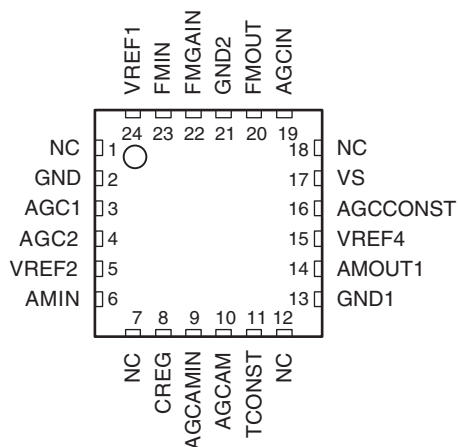 VREF1
FMIN
FMGAIN
GND2
FMOUT
AGCIN
24 23 22 21 20 19
NC 1 18 NC
GND 2 17 VS
AGC1 3 16 AGCCONST
AGC2 4 15 VREF4
VREF2 5 14 AMOUT1
AMIN 6 13 GND1
7 8 9 10 11 12
NC
CREG
AGCAMIN
AGCAM
TCONST
NC